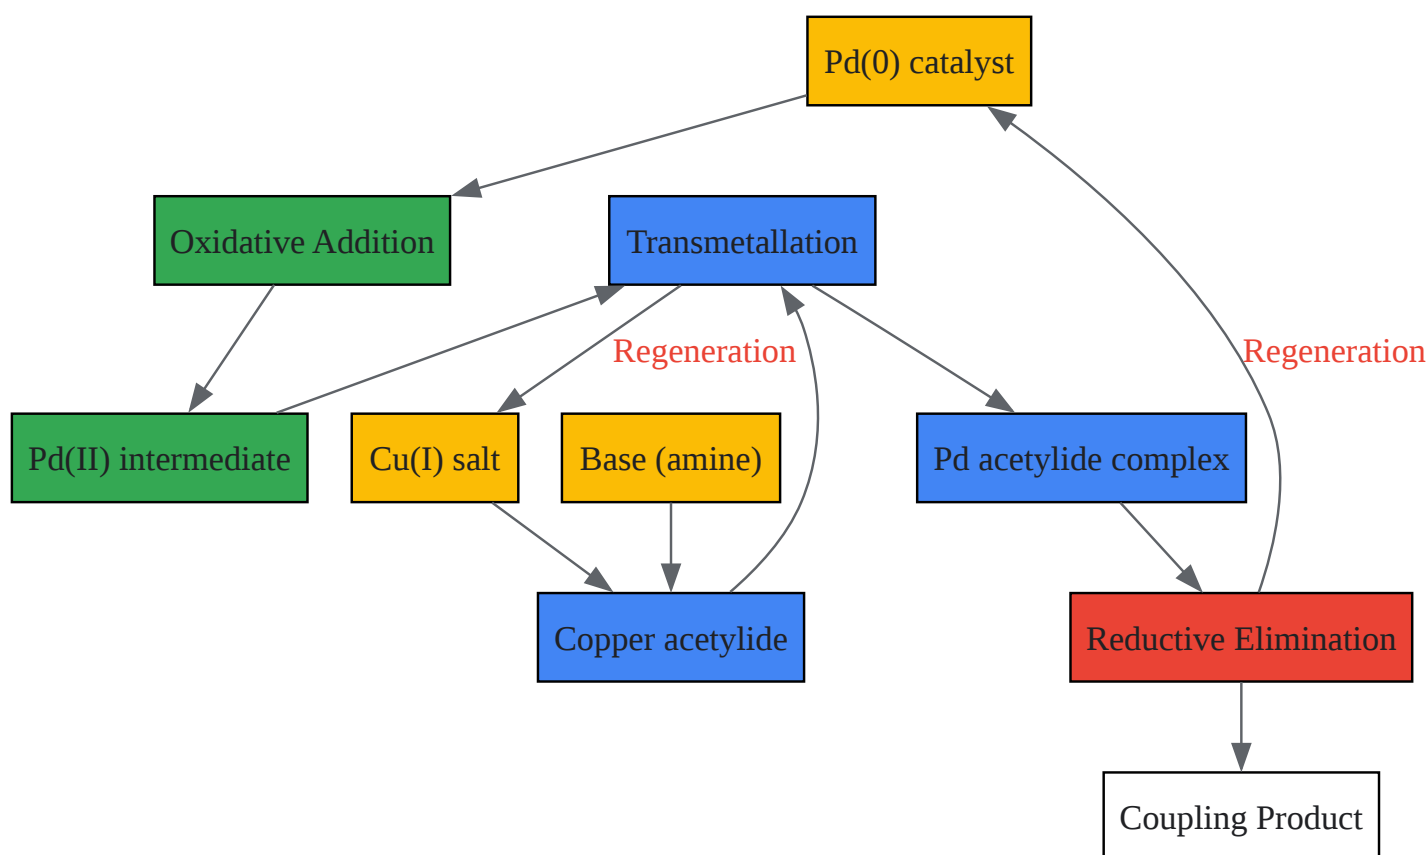 Pd(0) catalyst
Oxidative Addition
Transmetallation
Regeneration
Regeneration
Pd(II) intermediate
Cu(I) salt
Base (amine)
Pd acetylide complex
Copper acetylide
Reductive Elimination
Coupling Product